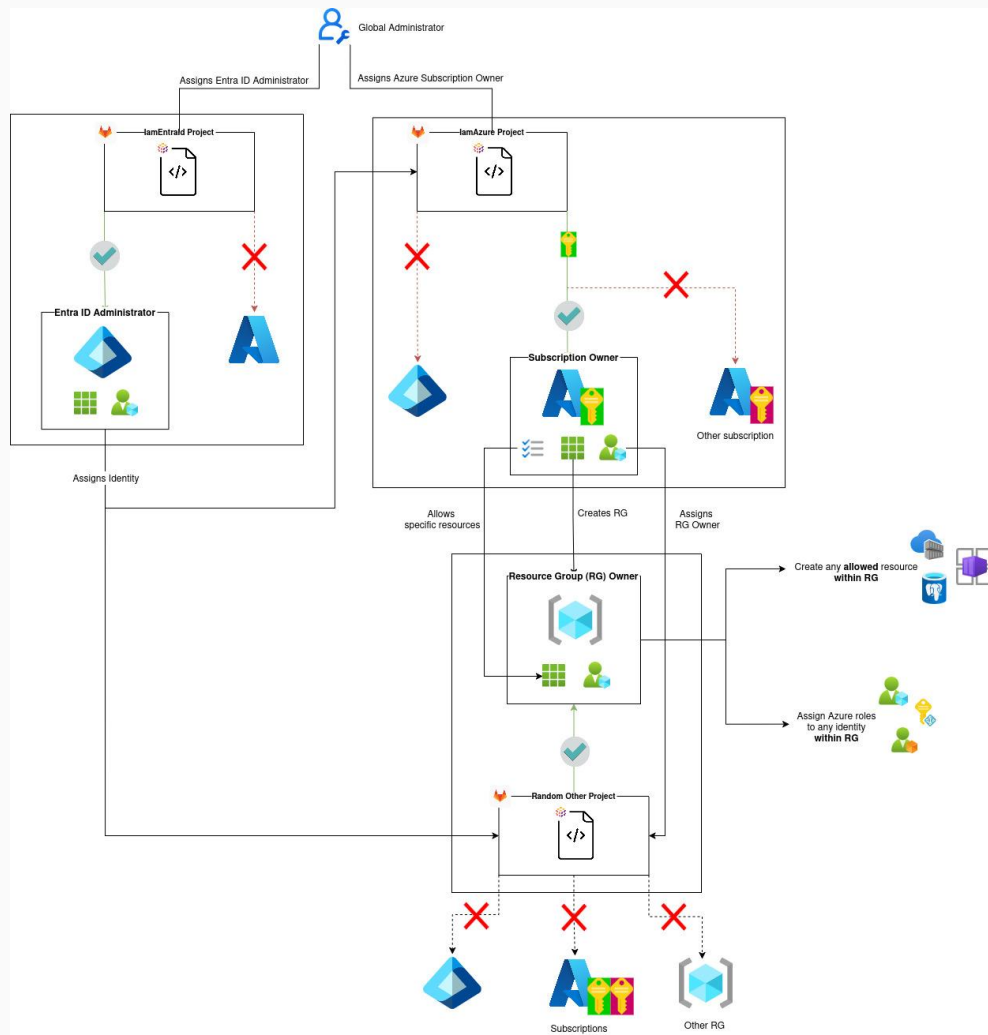 Global Administrator
Assigns Entra ID Administrator
Assigns Azure Subscription Owner
IamEntraId Project
IamAzure Project
</>
</>
Entra ID Administrator
Subscription Owner
Other subscription
Assigns Identity
Allows
specific resources
Creates RG
Assigns
RG Owner
Resource Group (RG) Owner
Create any allowed resource
within RG
Assign Azure roles
to any identity
within RG
Random Other Project
</>
Subscriptions
Other RG